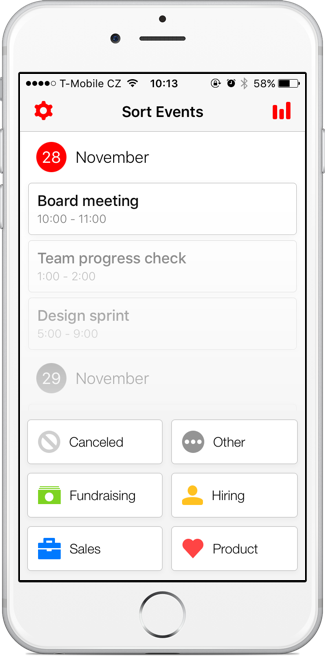 T-Mobile CZ 10:13 58%
Sort Events
28 November
Board meeting
10:00 - 11:00
Team progress check
1:00 - 2:00
Design sprint
5:00 - 9:00
29 November
Canceled Other
Fundraising Hiring
Sales Product